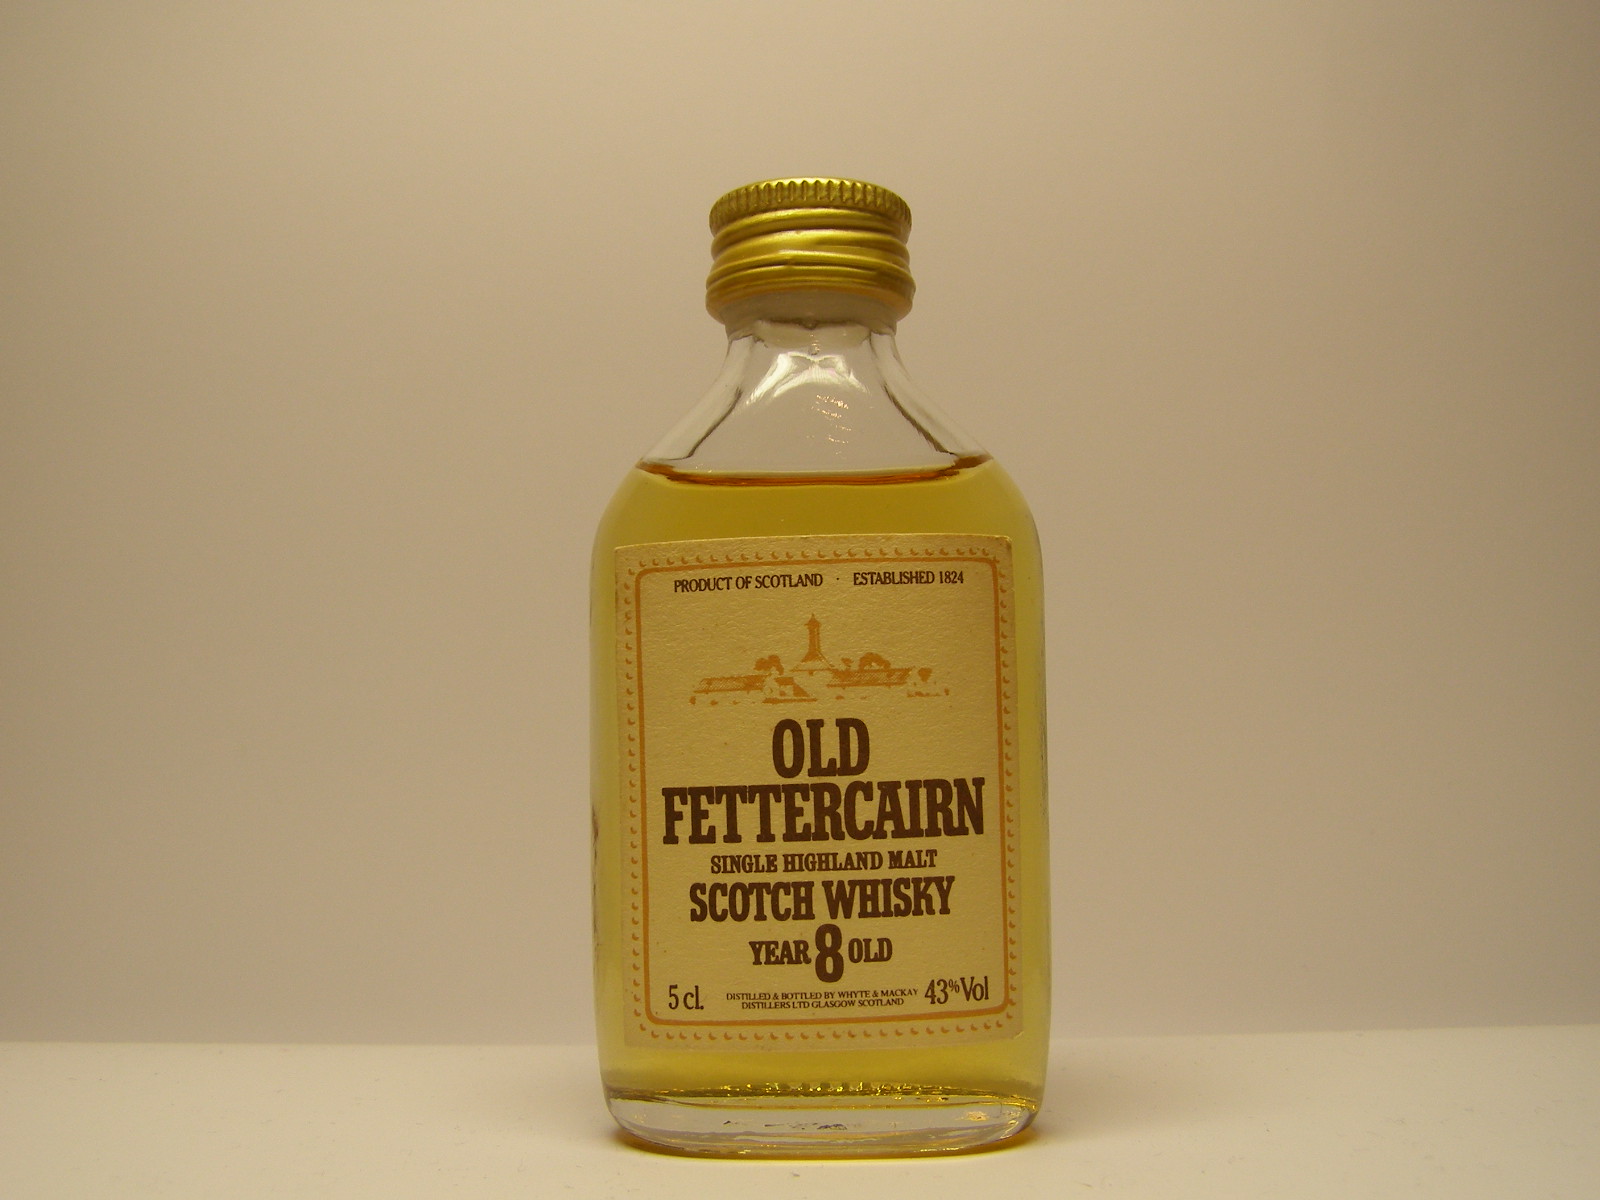 PRODUCT OF SCOTLAND · ESTABLISHED 1824
OLD
FETTERCAIRN
SINGLE HIGHLAND MALT
SCOTCH WHISKY
YEAR 8 OLD
5 cl. DISTILLED & BOTTLED BY WHYTE & MACKAY 43% Vol
DISTILLERS LTD GLASGOW SCOTLAND